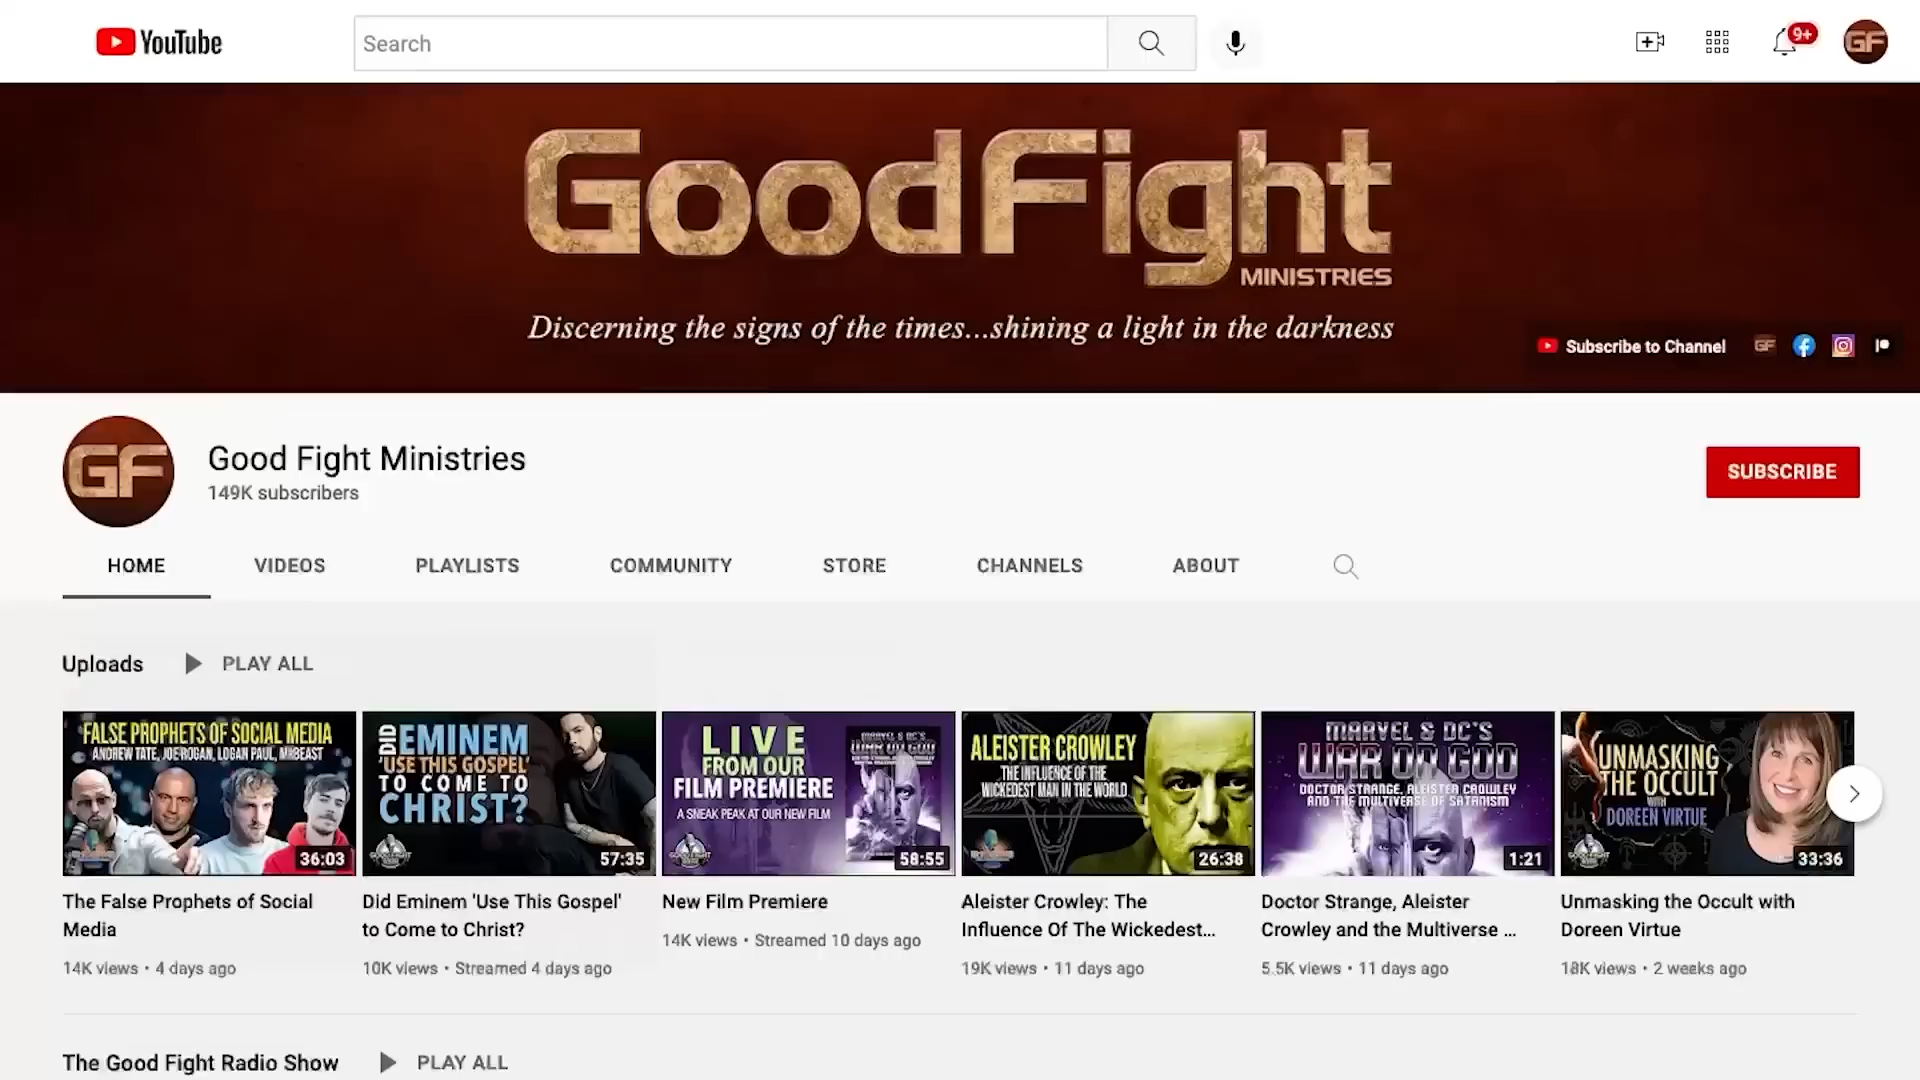 YouTube
Search
9+
GF
GoodFight
MINISTRIES
Discerning the signs of the times...shining a light in the darkness
Subscribe to Channel
GF
GF
Good Fight Ministries
149K subscribers
SUBSCRIBE
HOME
VIDEOS
PLAYLISTS
COMMUNITY
STORE
CHANNELS
ABOUT
Uploads
PLAY ALL
FALSE PROPHETS OF SOCIAL MEDIA
ANDREW TATE, JOE ROGAN, LOGAN PAUL, MRBEAST
36:03
The False Prophets of Social
Media
14K views • 4 days ago
DID
EMINEM
'USE THIS GOSPEL'
TO COME TO
CHRIST?
57:35
Did Eminem 'Use This Gospel'
to Come to Christ?
10K views • Streamed 4 days ago
LIVE
FROM OUR
FILM PREMIERE
A SNEAK PEAK AT OUR NEW FILM
MARVEL & DC'S
WAR ON GOD
58:55
New Film Premiere
14K views • Streamed 10 days ago
ALEISTER CROWLEY
THE INFLUENCE OF THE
WICKEDEST MAN IN THE WORLD
26:38
Aleister Crowley: The
Influence Of The Wickedest...
19K views • 11 days ago
MARVEL & DC'S
WAR ON GOD
DOCTOR STRANGE, ALEISTER CROWLEY
AND THE MULTIVERSE OF SATANISM
1:21
Doctor Strange, Aleister
Crowley and the Multiverse ...
5.5K views • 11 days ago
UNMASKING
THE OCCULT
WITH
DOREEN VIRTUE
33:36
Unmasking the Occult with
Doreen Virtue
18K views • 2 weeks ago
The Good Fight Radio Show
PLAY ALL